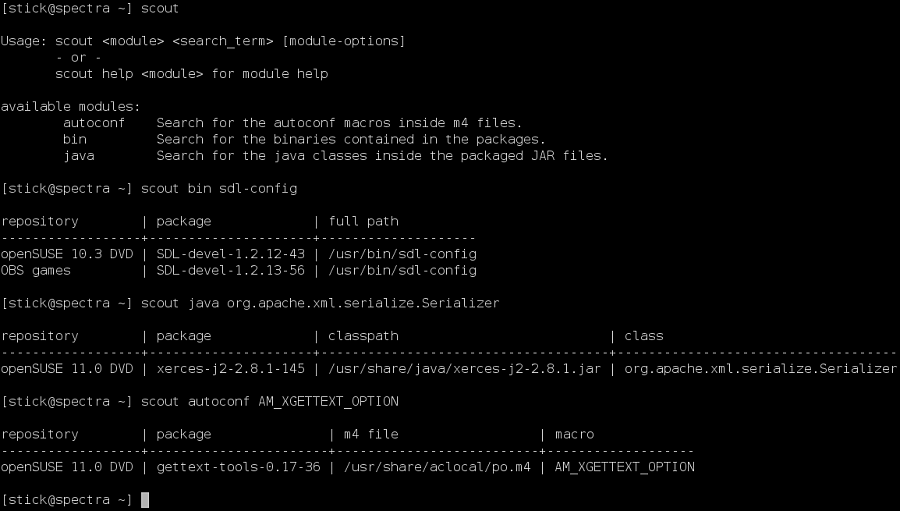 [stick@spectra ~] scout
Usage: scout <module> <search_term> [module-options]
- or -
scout help <module> for module help
available modules:
autoconf    Search for the autoconf macros inside m4 files.
bin         Search for the binaries contained in the packages.
java        Search for the java classes inside the packaged JAR files.
[stick@spectra ~] scout bin sdl-config
repository        | package             | full path
------------------+---------------------+--------------------
openSUSE 10.3 DVD | SDL-devel-1.2.12-43 | /usr/bin/sdl-config
OBS games         | SDL-devel-1.2.13-56 | /usr/bin/sdl-config
[stick@spectra ~] scout java org.apache.xml.serialize.Serializer
repository        | package             | classpath                           | class
------------------+---------------------+-------------------------------------+------------------------------------
openSUSE 11.0 DVD | xerces-j2-2.8.1-145 | /usr/share/java/xerces-j2-2.8.1.jar | org.apache.xml.serialize.Serializer
[stick@spectra ~] scout autoconf AM_XGETTEXT_OPTION
repository        | package               | m4 file                  | macro
------------------+-----------------------+--------------------------+-------------------
openSUSE 11.0 DVD | gettext-tools-0.17-36 | /usr/share/aclocal/po.m4 | AM_XGETTEXT_OPTION
[stick@spectra ~]